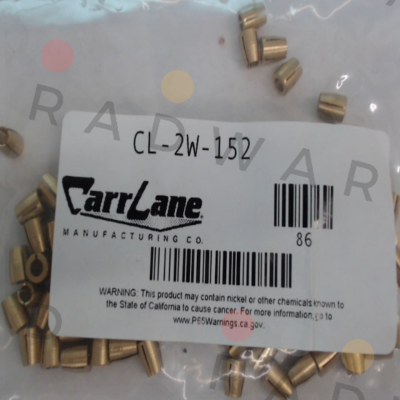 CL-2W-152
CarrLane
MANUFACTURING CO.
86
WARNING: This product may contain nickel or other chemicals known to
the State of California to cause cancer. For more information, go to
www.P65Warnings.ca.gov.
RADWAR